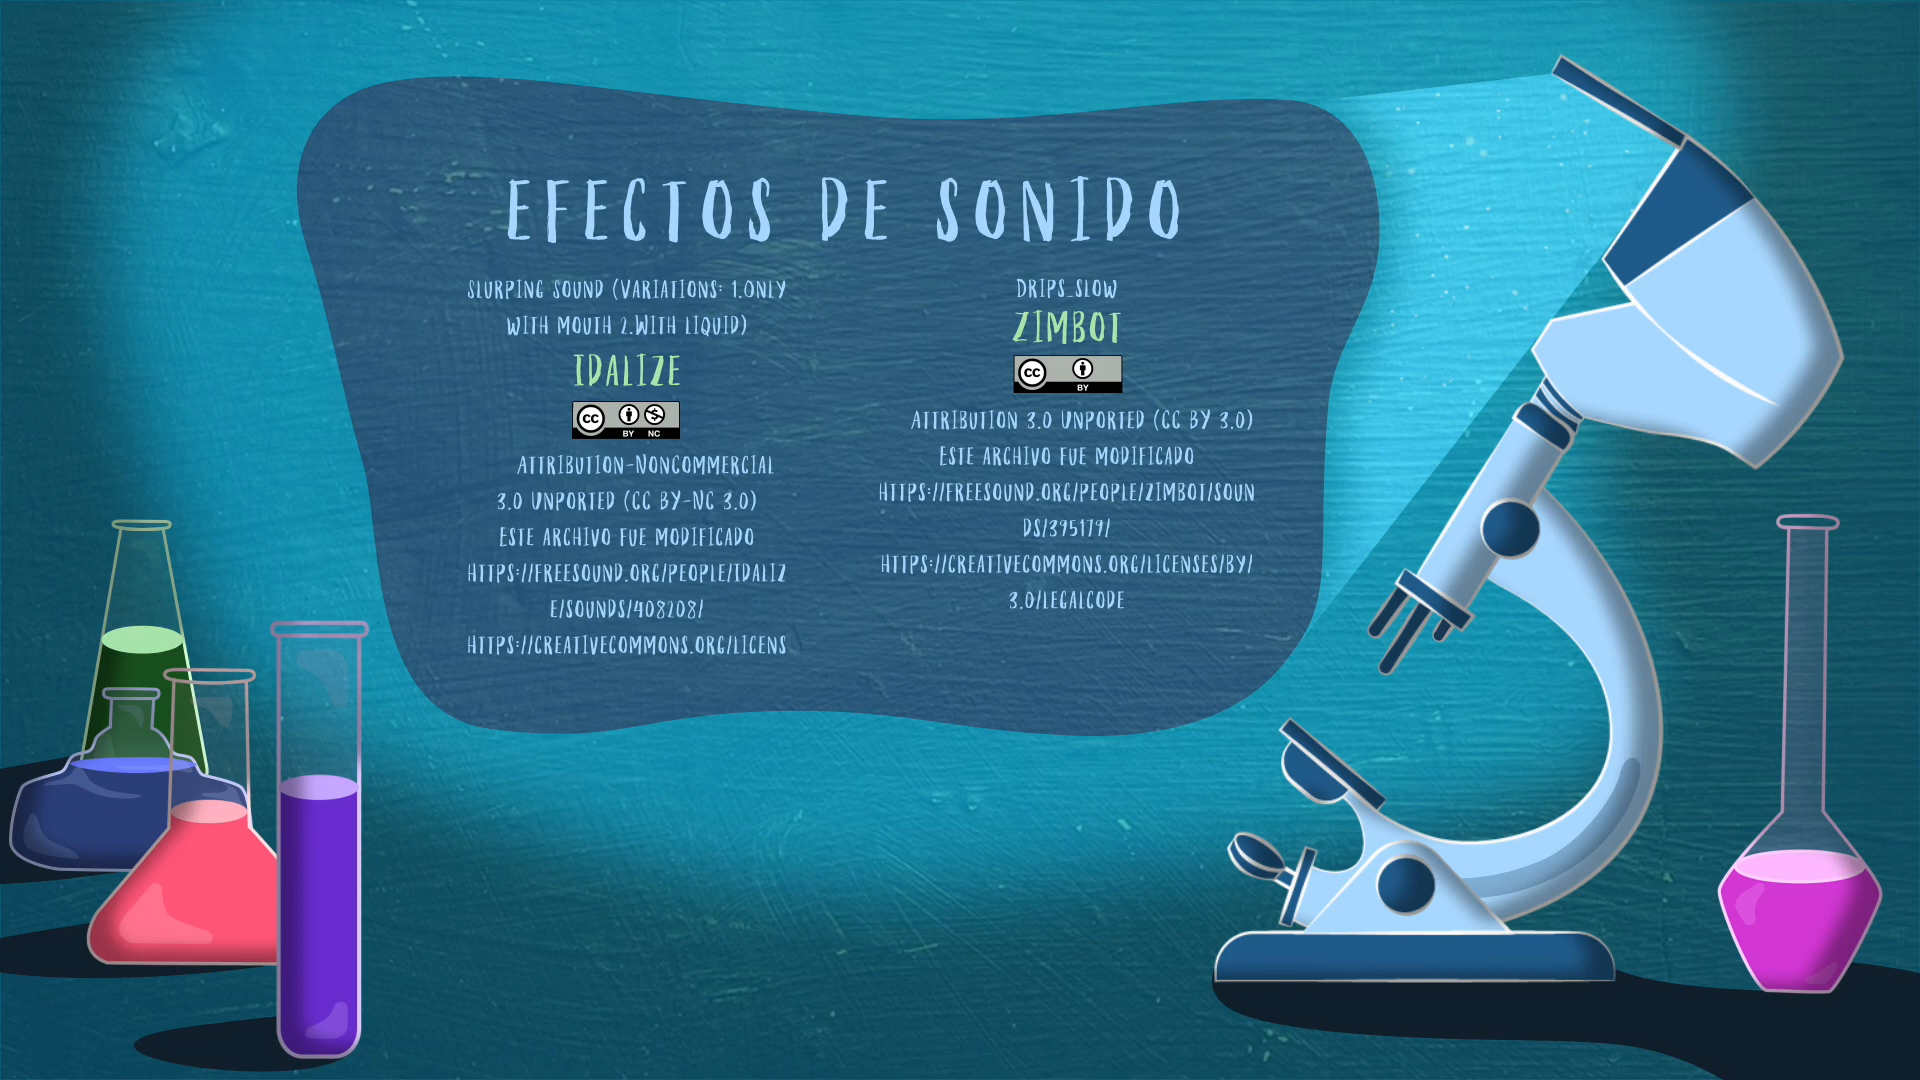 EFECTOS DE SONIDO
SLURPING SOUND (VARIATIONS: 1.ONLY
WITH MOUTH 2.WITH LIQUID)
IDALIZE
CC BY NC
ATTRIBUTION-NONCOMMERCIAL
3.0 UNPORTED (CC BY-NC 3.0)
ESTE ARCHIVO FUE MODIFICADO
HTTPS://FREESOUND.ORG/PEOPLE/IDALIZ
E/SOUNDS/408208/
HTTPS://CREATIVECOMMONS.ORG/LICENS
DRIPS_SLOW
ZIMBOT
CC BY
ATTRIBUTION 3.0 UNPORTED (CC BY 3.0)
ESTE ARCHIVO FUE MODIFICADO
HTTPS://FREESOUND.ORG/PEOPLE/ZIMBOT/SOUN
DS/395179/
HTTPS://CREATIVECOMMONS.ORG/LICENSES/BY/
3.0/LEGALCODE